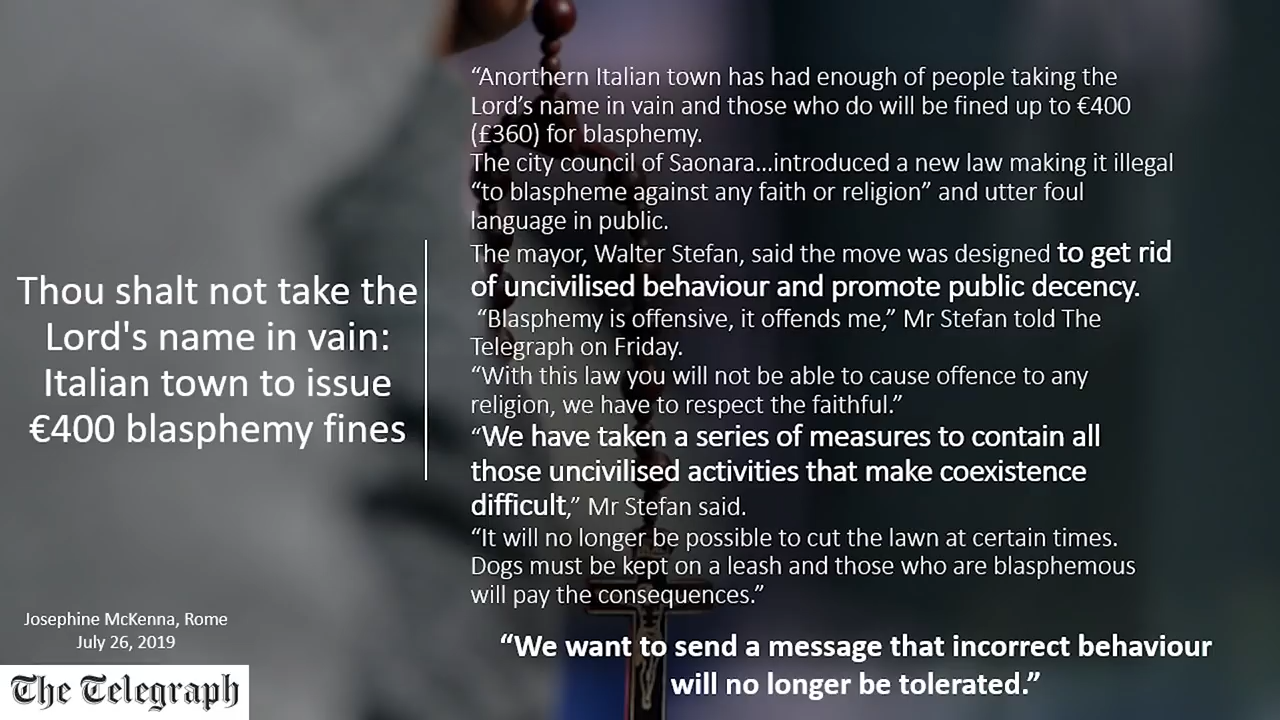 Thou shalt not take the
Lord's name in vain:
Italian town to issue
€400 blasphemy fines
Josephine McKenna, Rome
July 26, 2019
The Telegraph
“Anorthern Italian town has had enough of people taking the
Lord’s name in vain and those who do will be fined up to €400
(£360) for blasphemy.
The city council of Saonara…introduced a new law making it illegal
“to blaspheme against any faith or religion” and utter foul
language in public.
The mayor, Walter Stefan, said the move was designed to get rid
of uncivilised behaviour and promote public decency.
“Blasphemy is offensive, it offends me,” Mr Stefan told The
Telegraph on Friday.
“With this law you will not be able to cause offence to any
religion, we have to respect the faithful.”
“We have taken a series of measures to contain all
those uncivilised activities that make coexistence
difficult,” Mr Stefan said.
“It will no longer be possible to cut the lawn at certain times.
Dogs must be kept on a leash and those who are blasphemous
will pay the consequences.”
“We want to send a message that incorrect behaviour
will no longer be tolerated.”